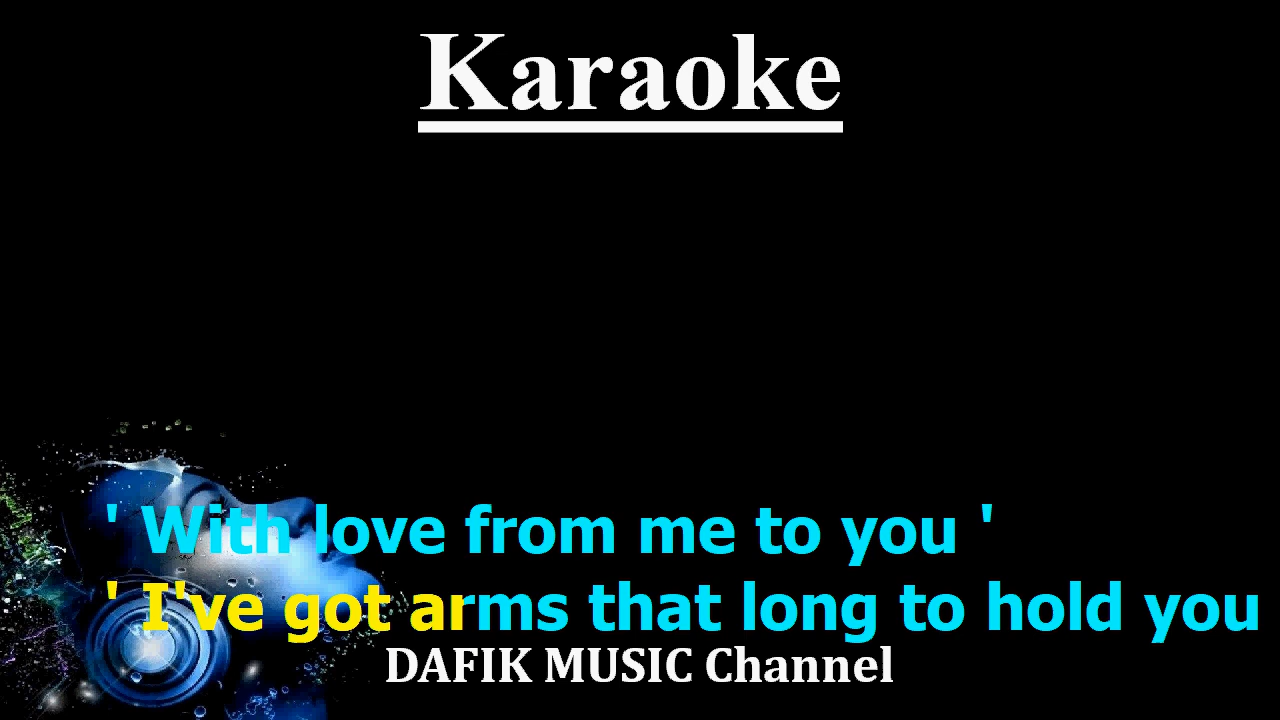 Karaoke
' With love from me to you '
' I've got arms that long to hold you
DAFIK MUSIC Channel